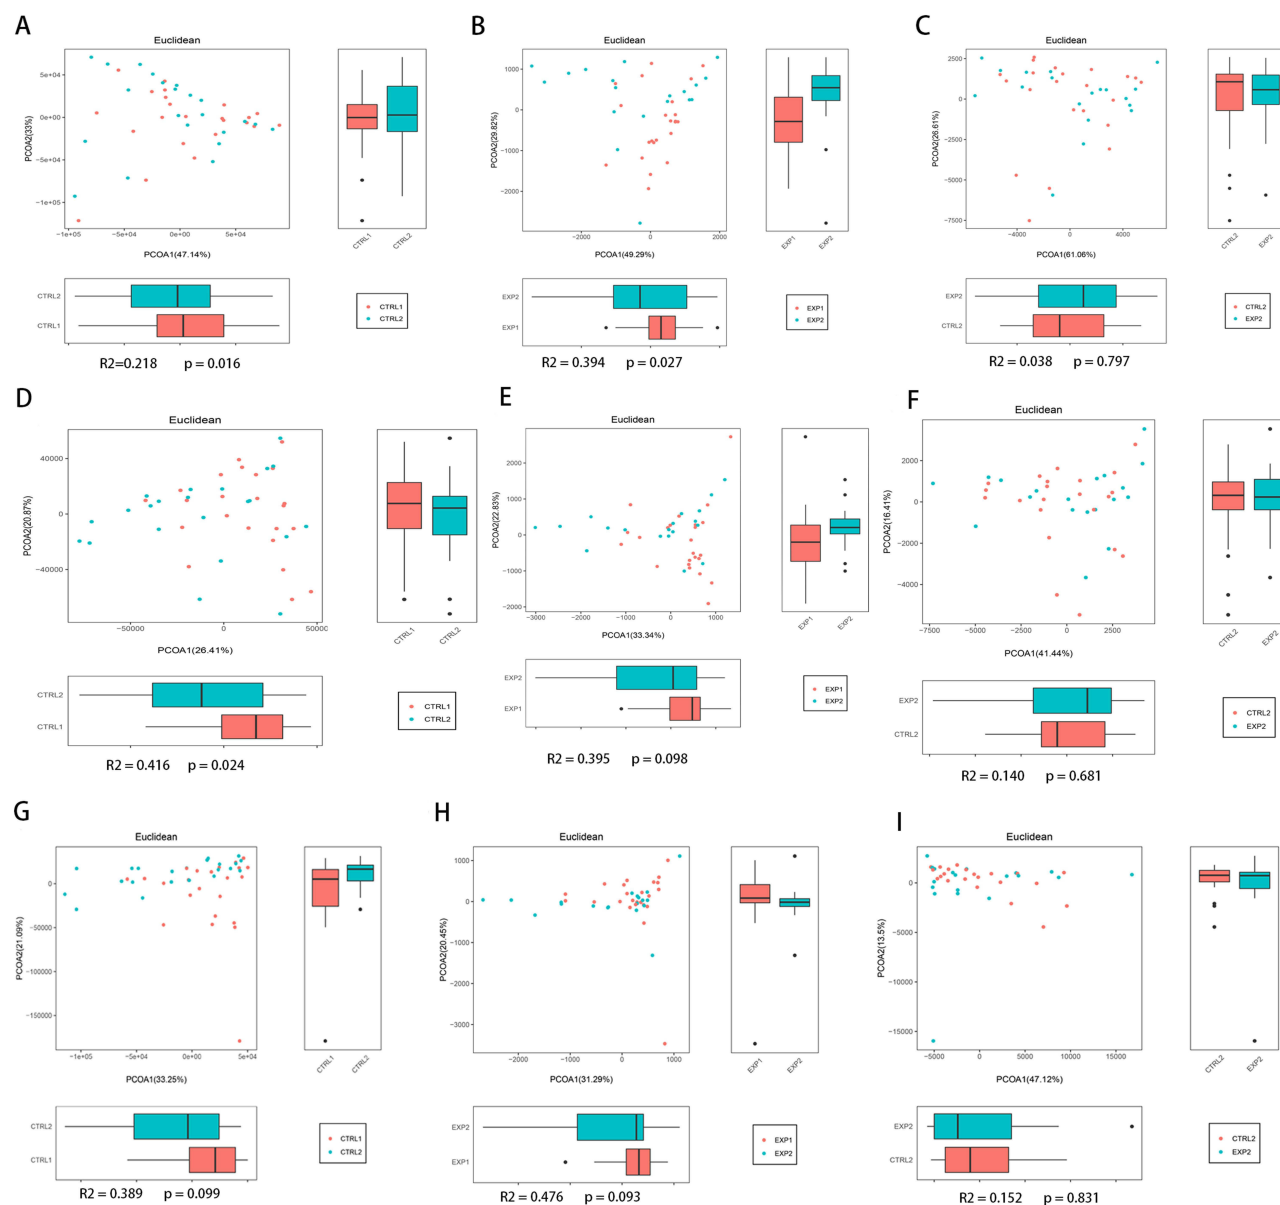 A
Euclidean
5e+04
0e+00
−5e+04
−1e+05
PCOA2(33%)
−1e+05
−5e+04
0e+00
5e+04
PCOA1(47.14%)
CTRL1
CTRL2
CTRL2
CTRL1
CTRL1
CTRL2
R2=0.218 p = 0.016
B
Euclidean
1000
0
−1000
−2000
PCOA2(29.82%)
−2000
0
2000
PCOA1(49.29%)
EXP1
EXP2
EXP2
EXP1
EXP1
EXP2
R2 = 0.394 p = 0.027
C
Euclidean
2500
0
−2500
−5000
−7500
PCOA2(26.61%)
−4000
0
4000
PCOA1(61.06%)
CTRL2
EXP2
EXP2
CTRL2
CTRL2
EXP2
R2 = 0.038 p = 0.797
D
Euclidean
40000
0
−40000
PCOA2(20.87%)
−50000
0
50000
PCOA1(26.41%)
CTRL1
CTRL2
CTRL2
CTRL1
CTRL1
CTRL2
R2 = 0.416 p = 0.024
E
Euclidean
2000
1000
0
−1000
−2000
PCOA2(22.83%)
−3000
−2000
−1000
0
1000
PCOA1(33.34%)
EXP1
EXP2
EXP2
EXP1
EXP1
EXP2
R2 = 0.395 p = 0.098
F
Euclidean
2000
0
−2000
−4000
PCOA2(16.41%)
−7500
−5000
−2500
0
2500
PCOA1(41.44%)
CTRL2
EXP2
EXP2
CTRL2
CTRL2
EXP2
R2 = 0.140 p = 0.681
G
Euclidean
0
−50000
−100000
−150000
PCOA2(21.09%)
−1e+05
−5e+04
0e+00
5e+04
PCOA1(33.25%)
CTRL1
CTRL2
CTRL2
CTRL1
CTRL1
CTRL2
R2 = 0.389 p = 0.099
H
Euclidean
1000
0
−1000
−2000
−3000
PCOA2(20.45%)
−2000
−1000
0
1000
PCOA1(31.29%)
EXP1
EXP2
EXP2
EXP1
EXP1
EXP2
R2 = 0.476 p = 0.093
I
Euclidean
0
−5000
−10000
−15000
PCOA2(13.5%)
−5000
0
5000
10000
15000
PCOA1(47.12%)
CTRL2
EXP2
EXP2
CTRL2
CTRL2
EXP2
R2 = 0.152 p = 0.831